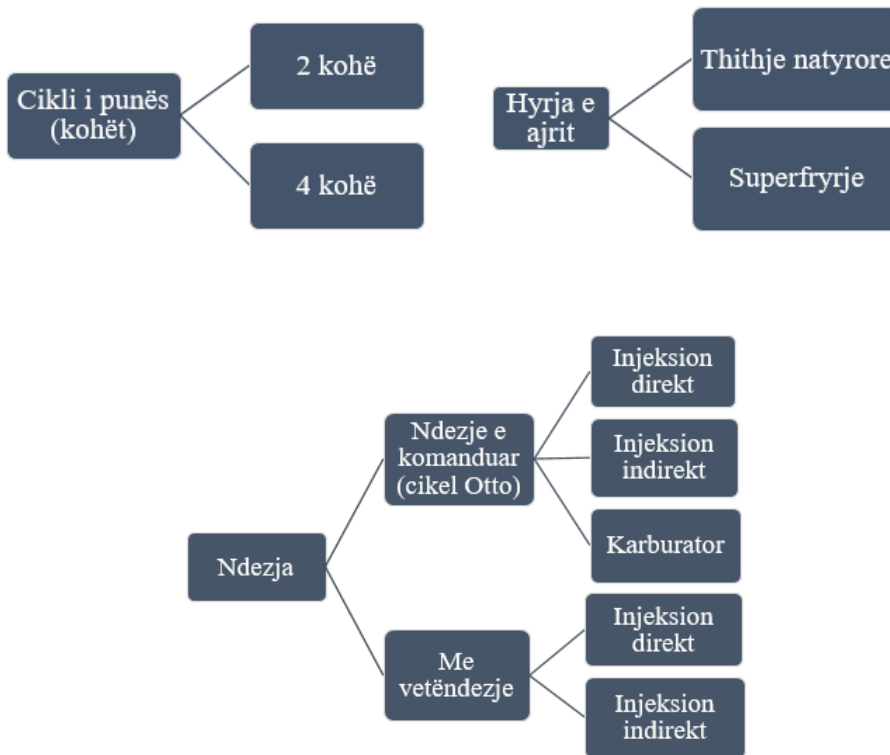 Cikli i punës
(kohët)
2 kohë
4 kohë
Hyrja e
ajrit
Thithje natyrore
Superfryrje
Ndezja
Ndezje e
komanduar
(cikel Otto)
Injeksion
direkt
Injeksion
indirekt
Karburator
Me
vetëndezje
Injeksion
direkt
Injeksion
indirekt